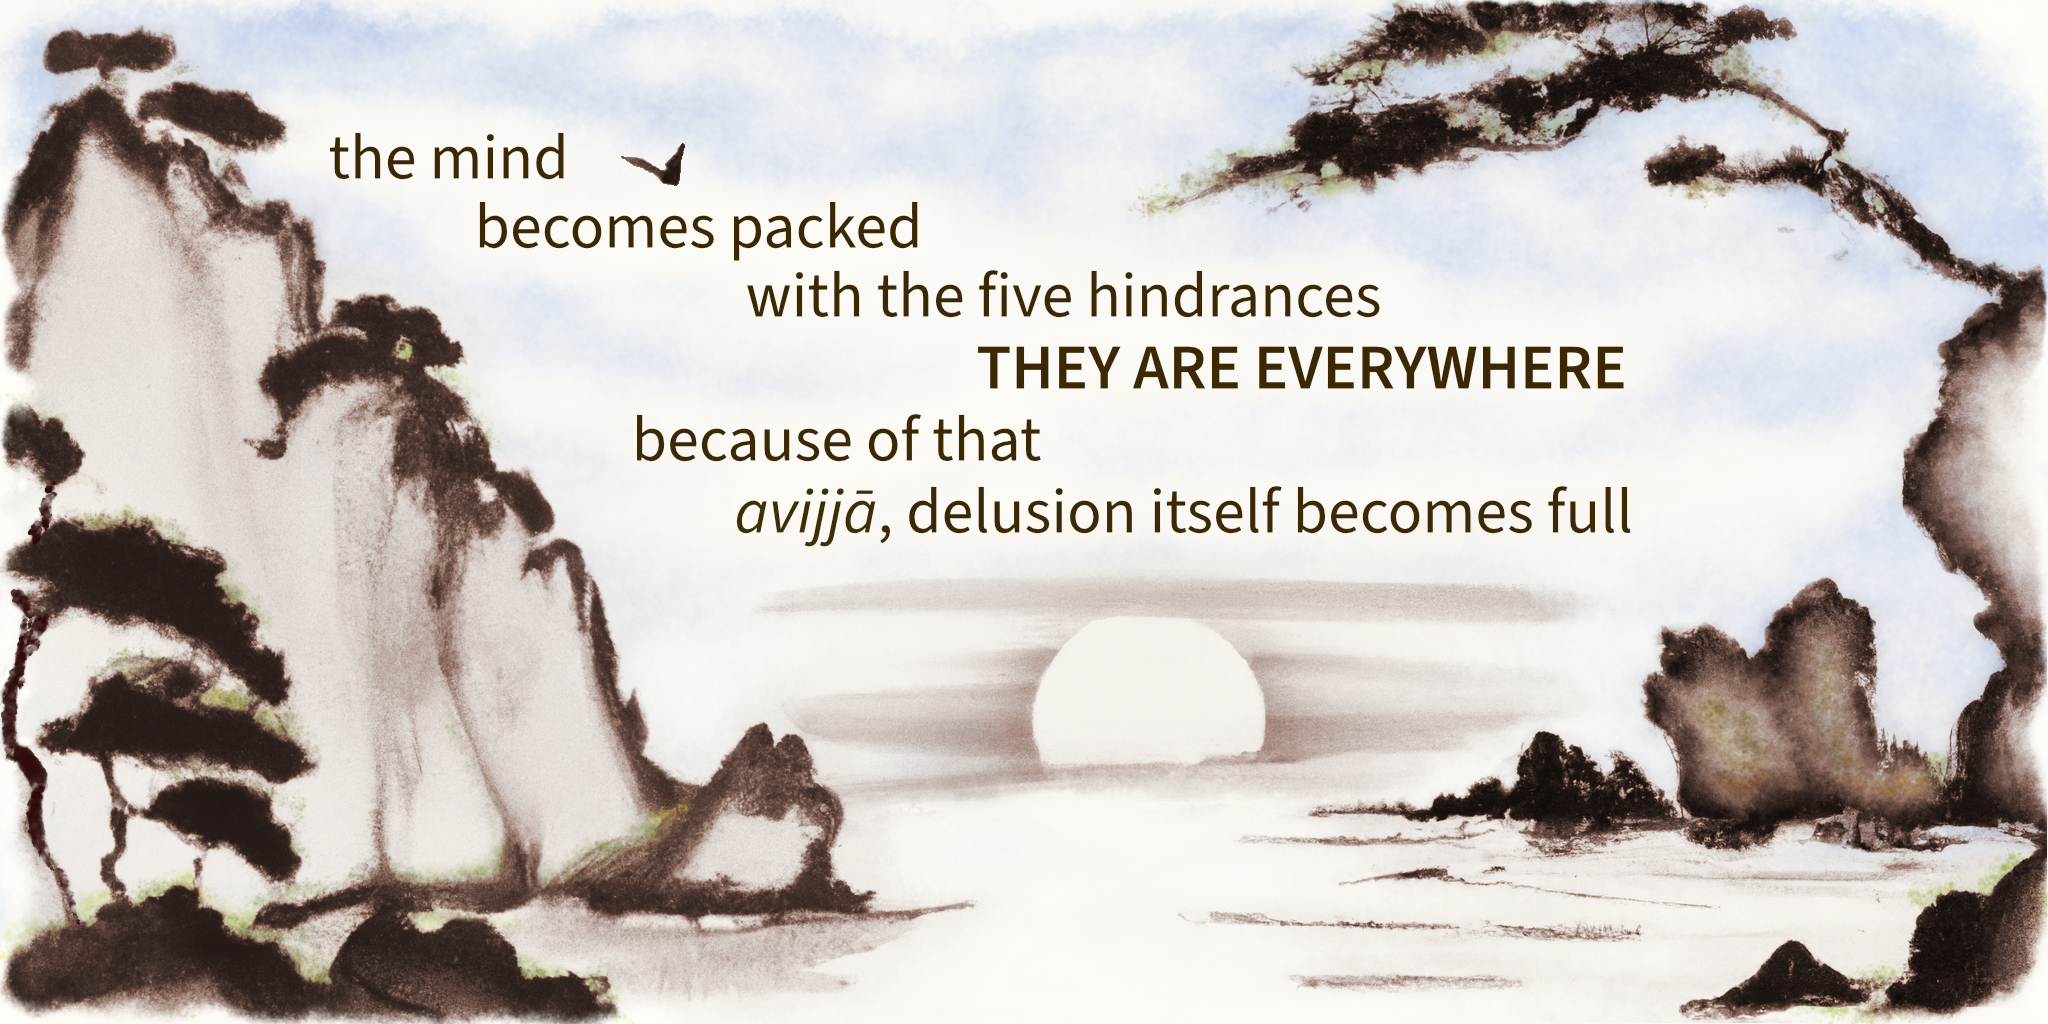 the mind
becomes packed
with the five hindrances
THEY ARE EVERYWHERE
because of that
avijjā, delusion itself becomes full